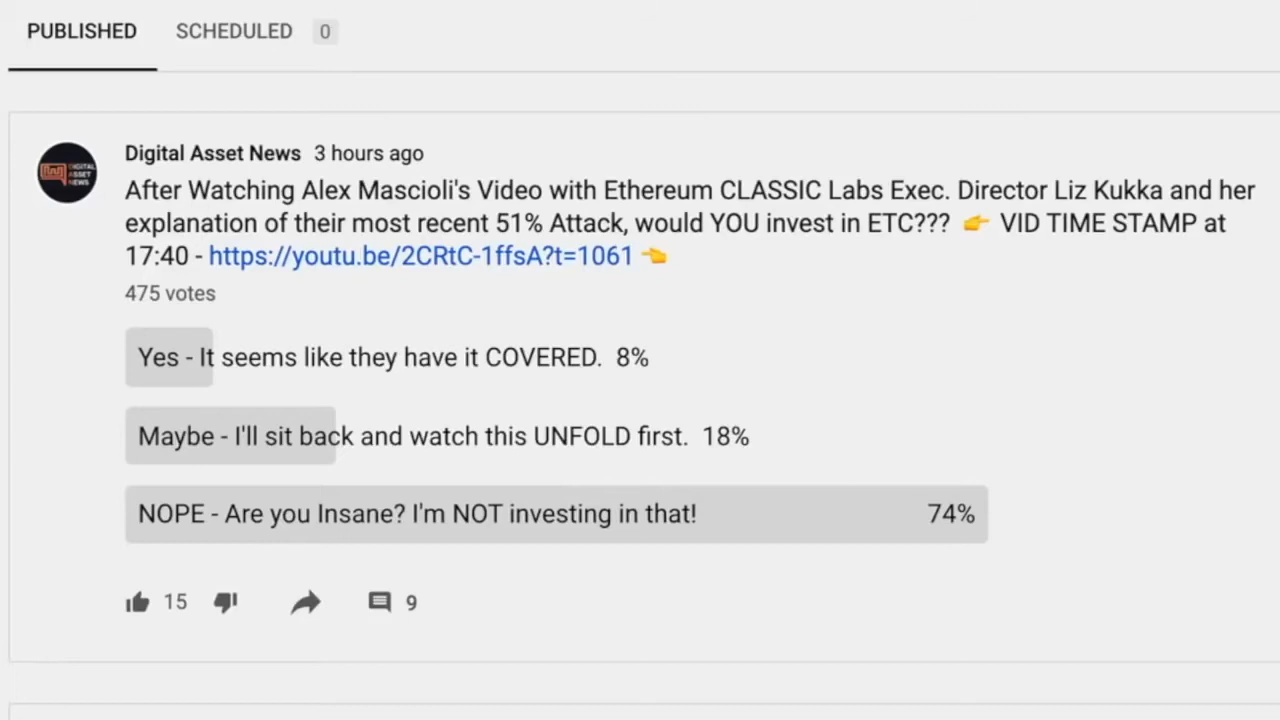 PUBLISHED SCHEDULED 0
Digital Asset News 3 hours ago
DIGITAL
ASSET
NEWS
After Watching Alex Mascioli's Video with Ethereum CLASSIC Labs Exec. Director Liz Kukka and her
explanation of their most recent 51% Attack, would YOU invest in ETC??? 👉 VID TIME STAMP at
17:40 - https://youtu.be/2CRtC-1ffsA?t=1061 👈
475 votes
Yes - It seems like they have it COVERED. 8%
Maybe - I'll sit back and watch this UNFOLD first. 18%
NOPE - Are you Insane? I'm NOT investing in that! 74%
15 9